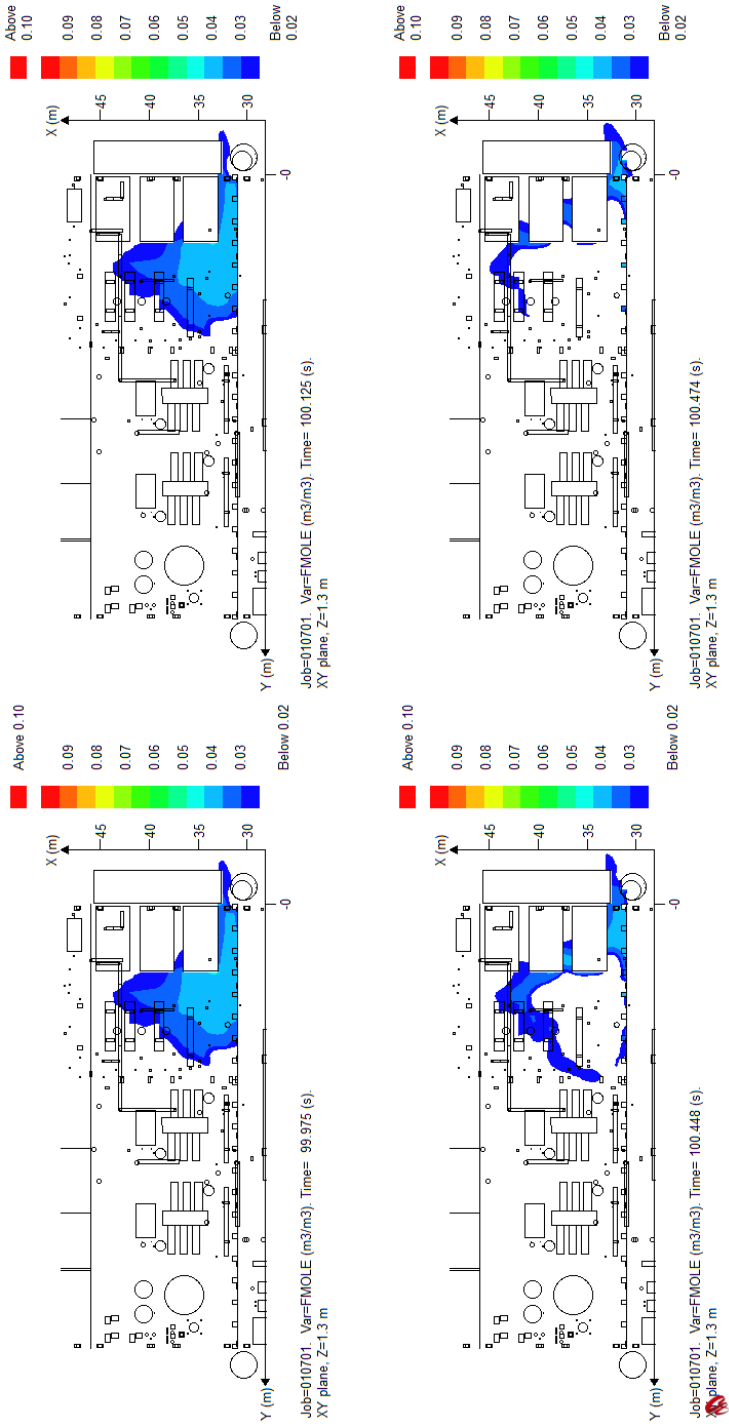 X (m)
45
40
35
30
Y (m)
-0
Above 0.10
0.09
0.08
0.07
0.06
0.05
0.04
0.03
Below 0.02
Job=010701. Var=FMOLE (m3/m3). Time= 99.975 (s).
XY plane, Z=1.3 m
X (m)
45
40
35
30
Y (m)
-0
Above
0.10
0.09
0.08
0.07
0.06
0.05
0.04
0.03
Below
0.02
Job=010701. Var=FMOLE (m3/m3). Time= 100.125 (s).
XY plane, Z=1.3 m
X (m)
45
40
35
30
Y (m)
-0
Above 0.10
0.09
0.08
0.07
0.06
0.05
0.04
0.03
Below 0.02
Job=010701. Var=FMOLE (m3/m3). Time= 100.448 (s).
plane, Z=1.3 m
X (m)
45
40
35
30
Y (m)
-0
Above
0.10
0.09
0.08
0.07
0.06
0.05
0.04
0.03
Below
0.02
Job=010701. Var=FMOLE (m3/m3). Time= 100.474 (s).
XY plane, Z=1.3 m